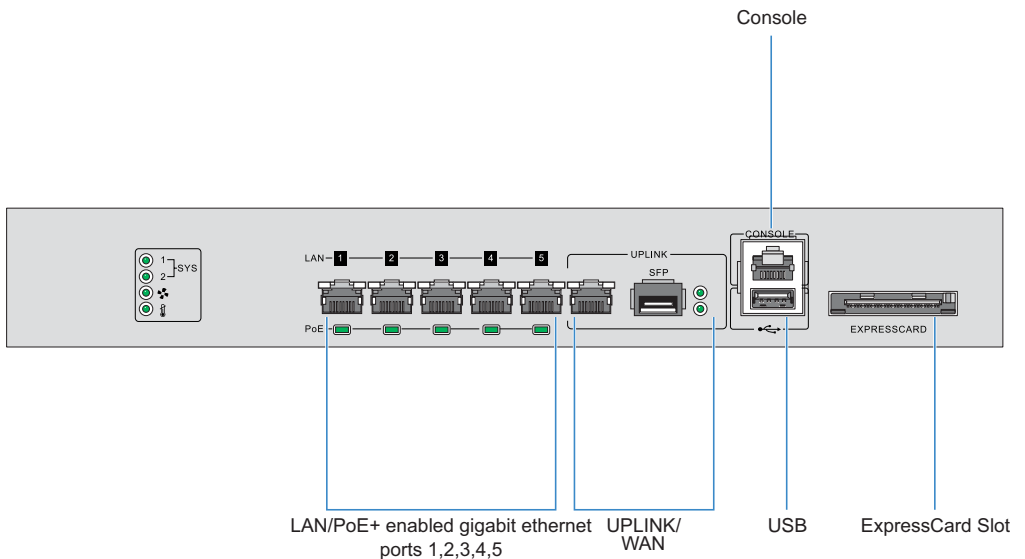 Console
CONSOLE
1
2
SYS
LAN
1
2
3
4
5
UPLINK
SFP
PoE
EXPRESSCARD
LAN/PoE+ enabled gigabit ethernet
ports 1,2,3,4,5
UPLINK/
WAN
USB
ExpressCard Slot